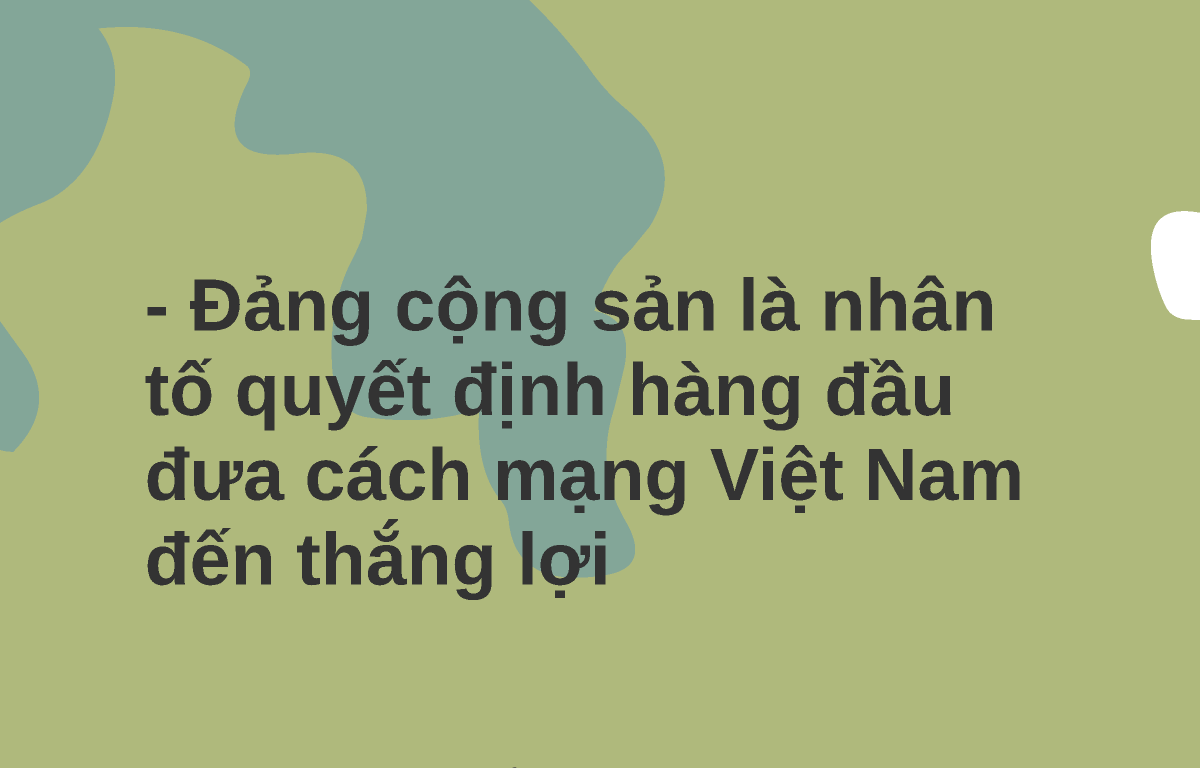 - Đảng cộng sản là nhân
tố quyết định hàng đầu
đưa cách mạng Việt Nam
đến thắng lợi